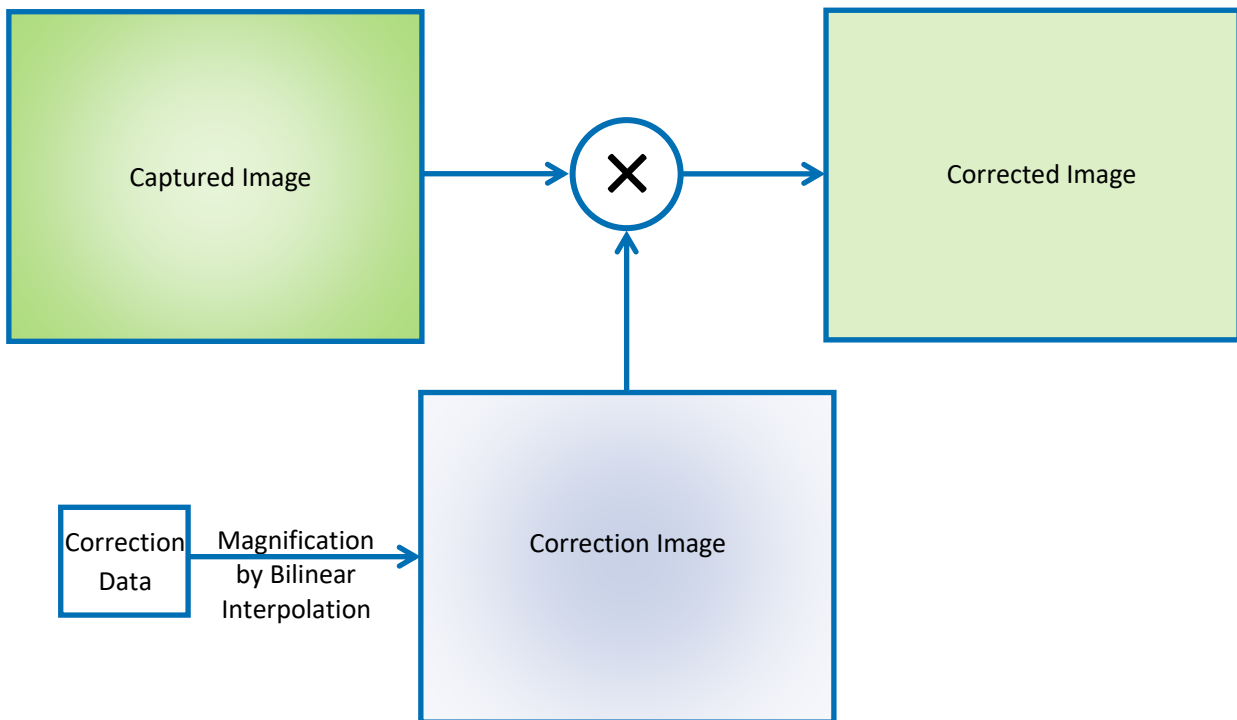 Captured Image
Corrected Image
Correction
Data
Magnification
by Bilinear
Interpolation
Correction Image